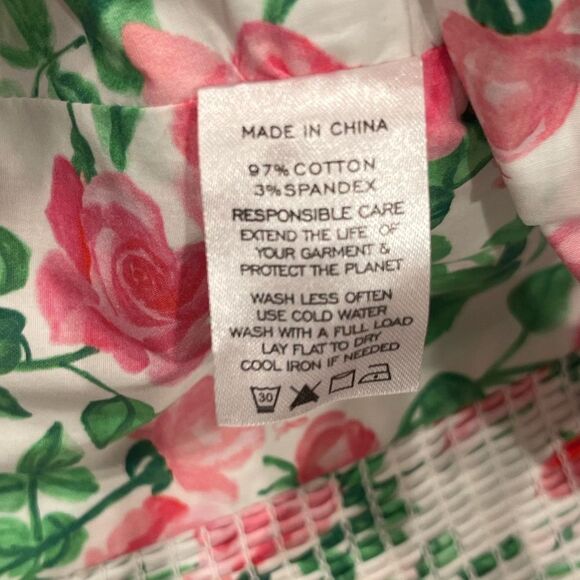 MADE IN CHINA
97% COTTON
3% SPANDEX
RESPONSIBLE CARE
EXTEND THE LIFE OF
YOUR GARMENT &
PROTECT THE PLANET
WASH LESS OFTEN
USE COLD WATER
WASH WITH A FULL LOAD
LAY FLAT TO DRY
COOL IRON IF NEEDED
30